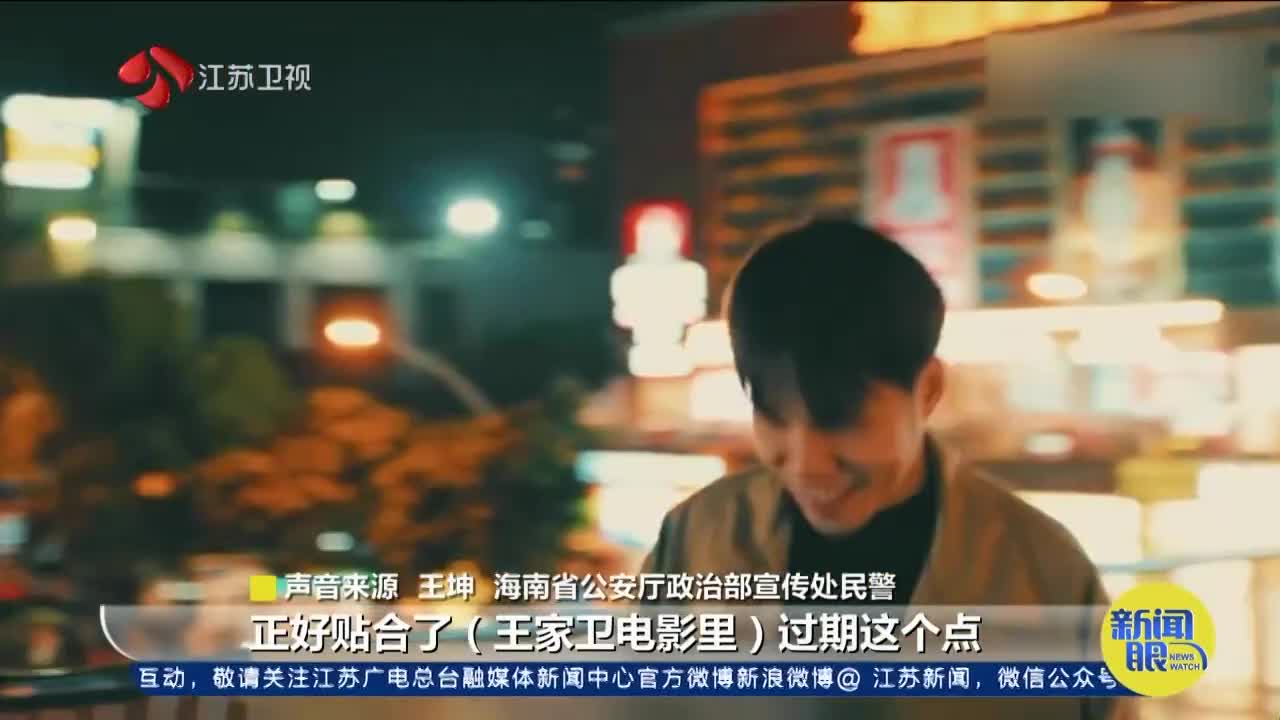 江苏卫视
声音来源 王坤 海南省公安厅政治部宣传处民警
正好贴合了（王家卫电影里）过期这个点
互动，敬请关注江苏广电总台融媒体新闻中心官方微博新浪微博@ 江苏新闻，微信公众号
新闻眼
NEWS WATCH